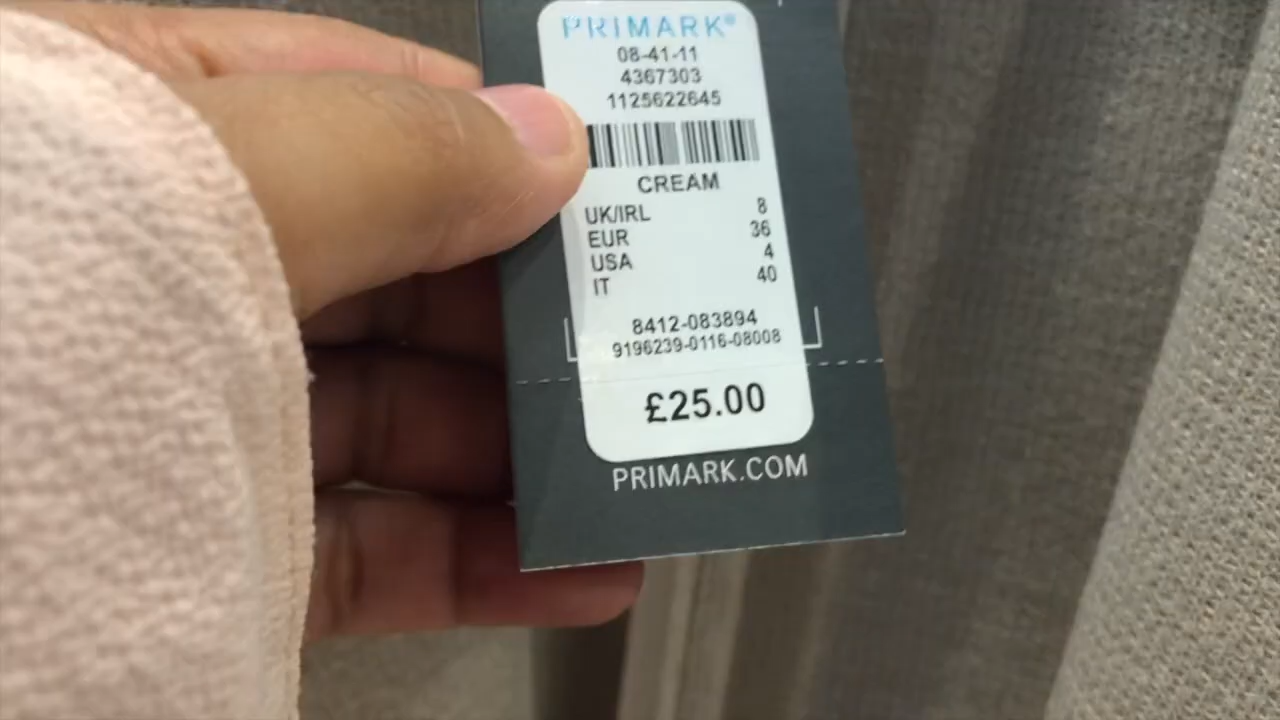 PRIMARK®
08-41-11
4367303
1125622645
CREAM
UK/IRL 8
EUR 36
USA 4
IT 40
8412-083894
9196239-0116-08008
£25.00
PRIMARK.COM